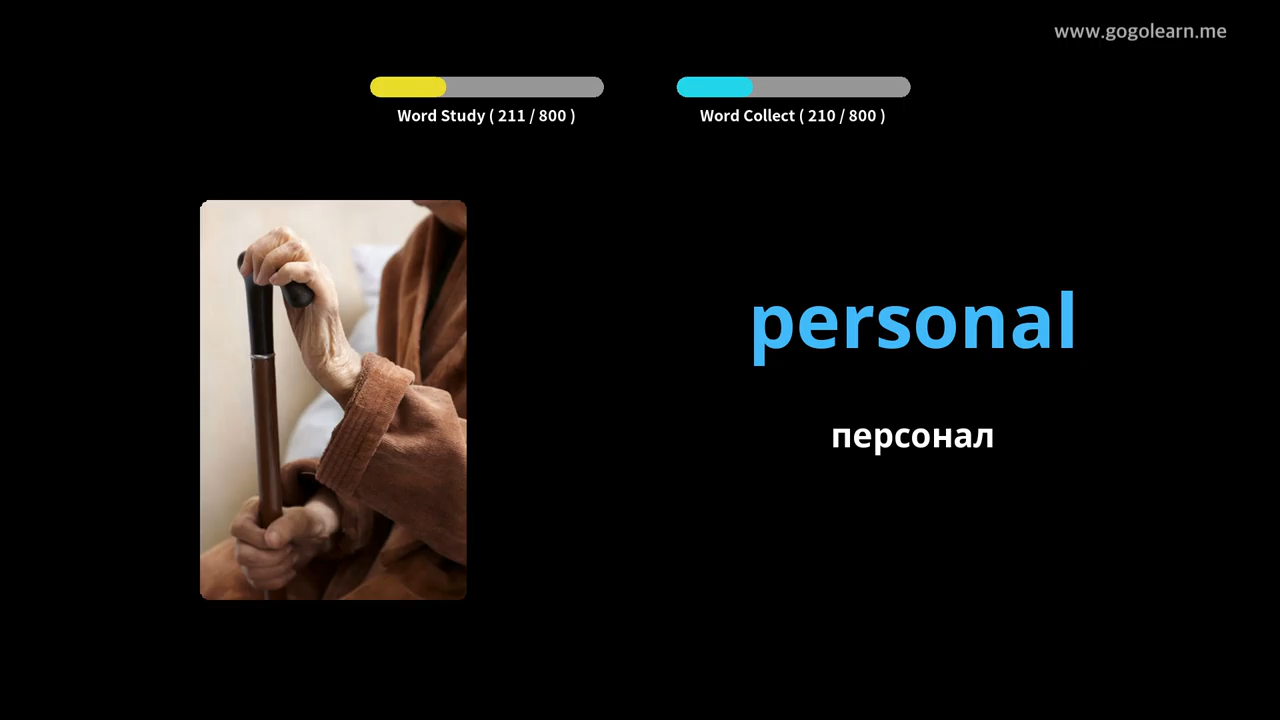 www.gogolearn.me
Word Study ( 211 / 800 )
Word Collect ( 210 / 800 )
personal
персонал